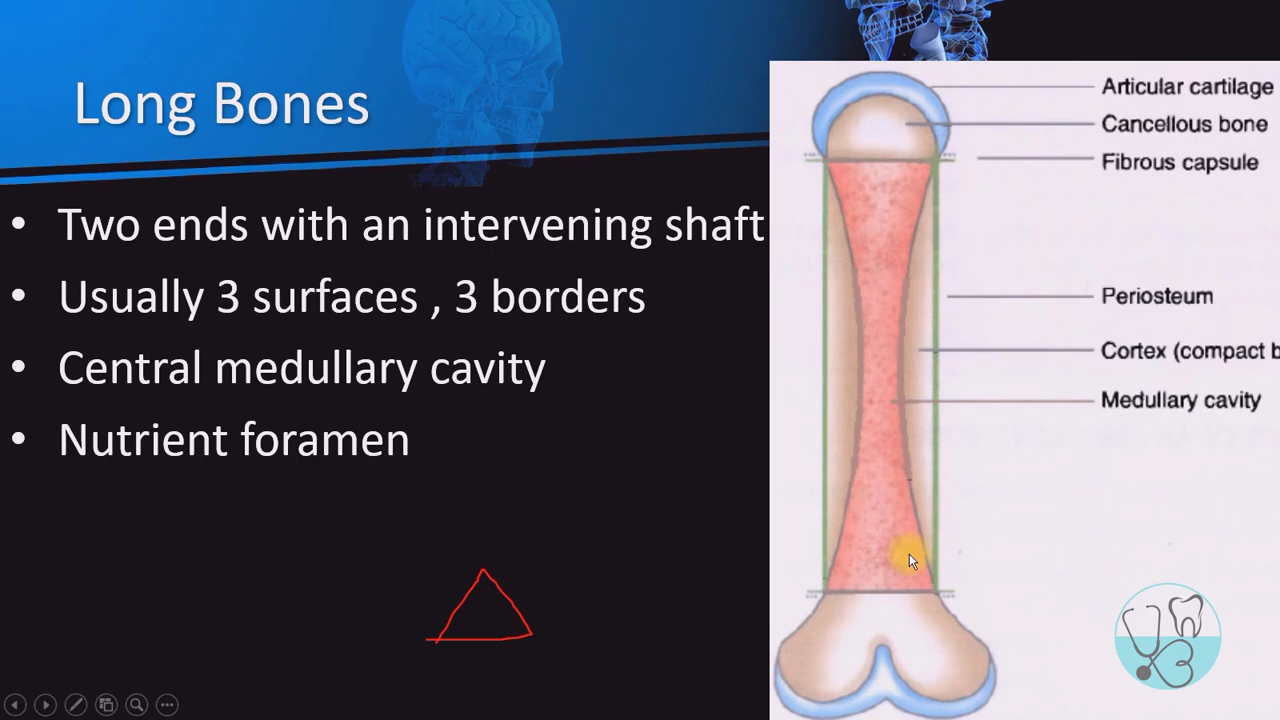 Long Bones
• Two ends with an intervening shaft
• Usually 3 surfaces , 3 borders
• Central medullary cavity
• Nutrient foramen
Articular cartilage
Cancellous bone
Fibrous capsule
Periosteum
Cortex (compact b
Medullary cavity